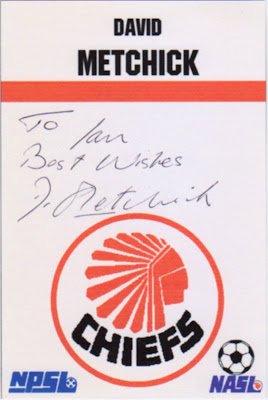 DAVID
METCHICK
To Ian
Best Wishes
D. Metchick
CHIEFS
NPSL
NASL